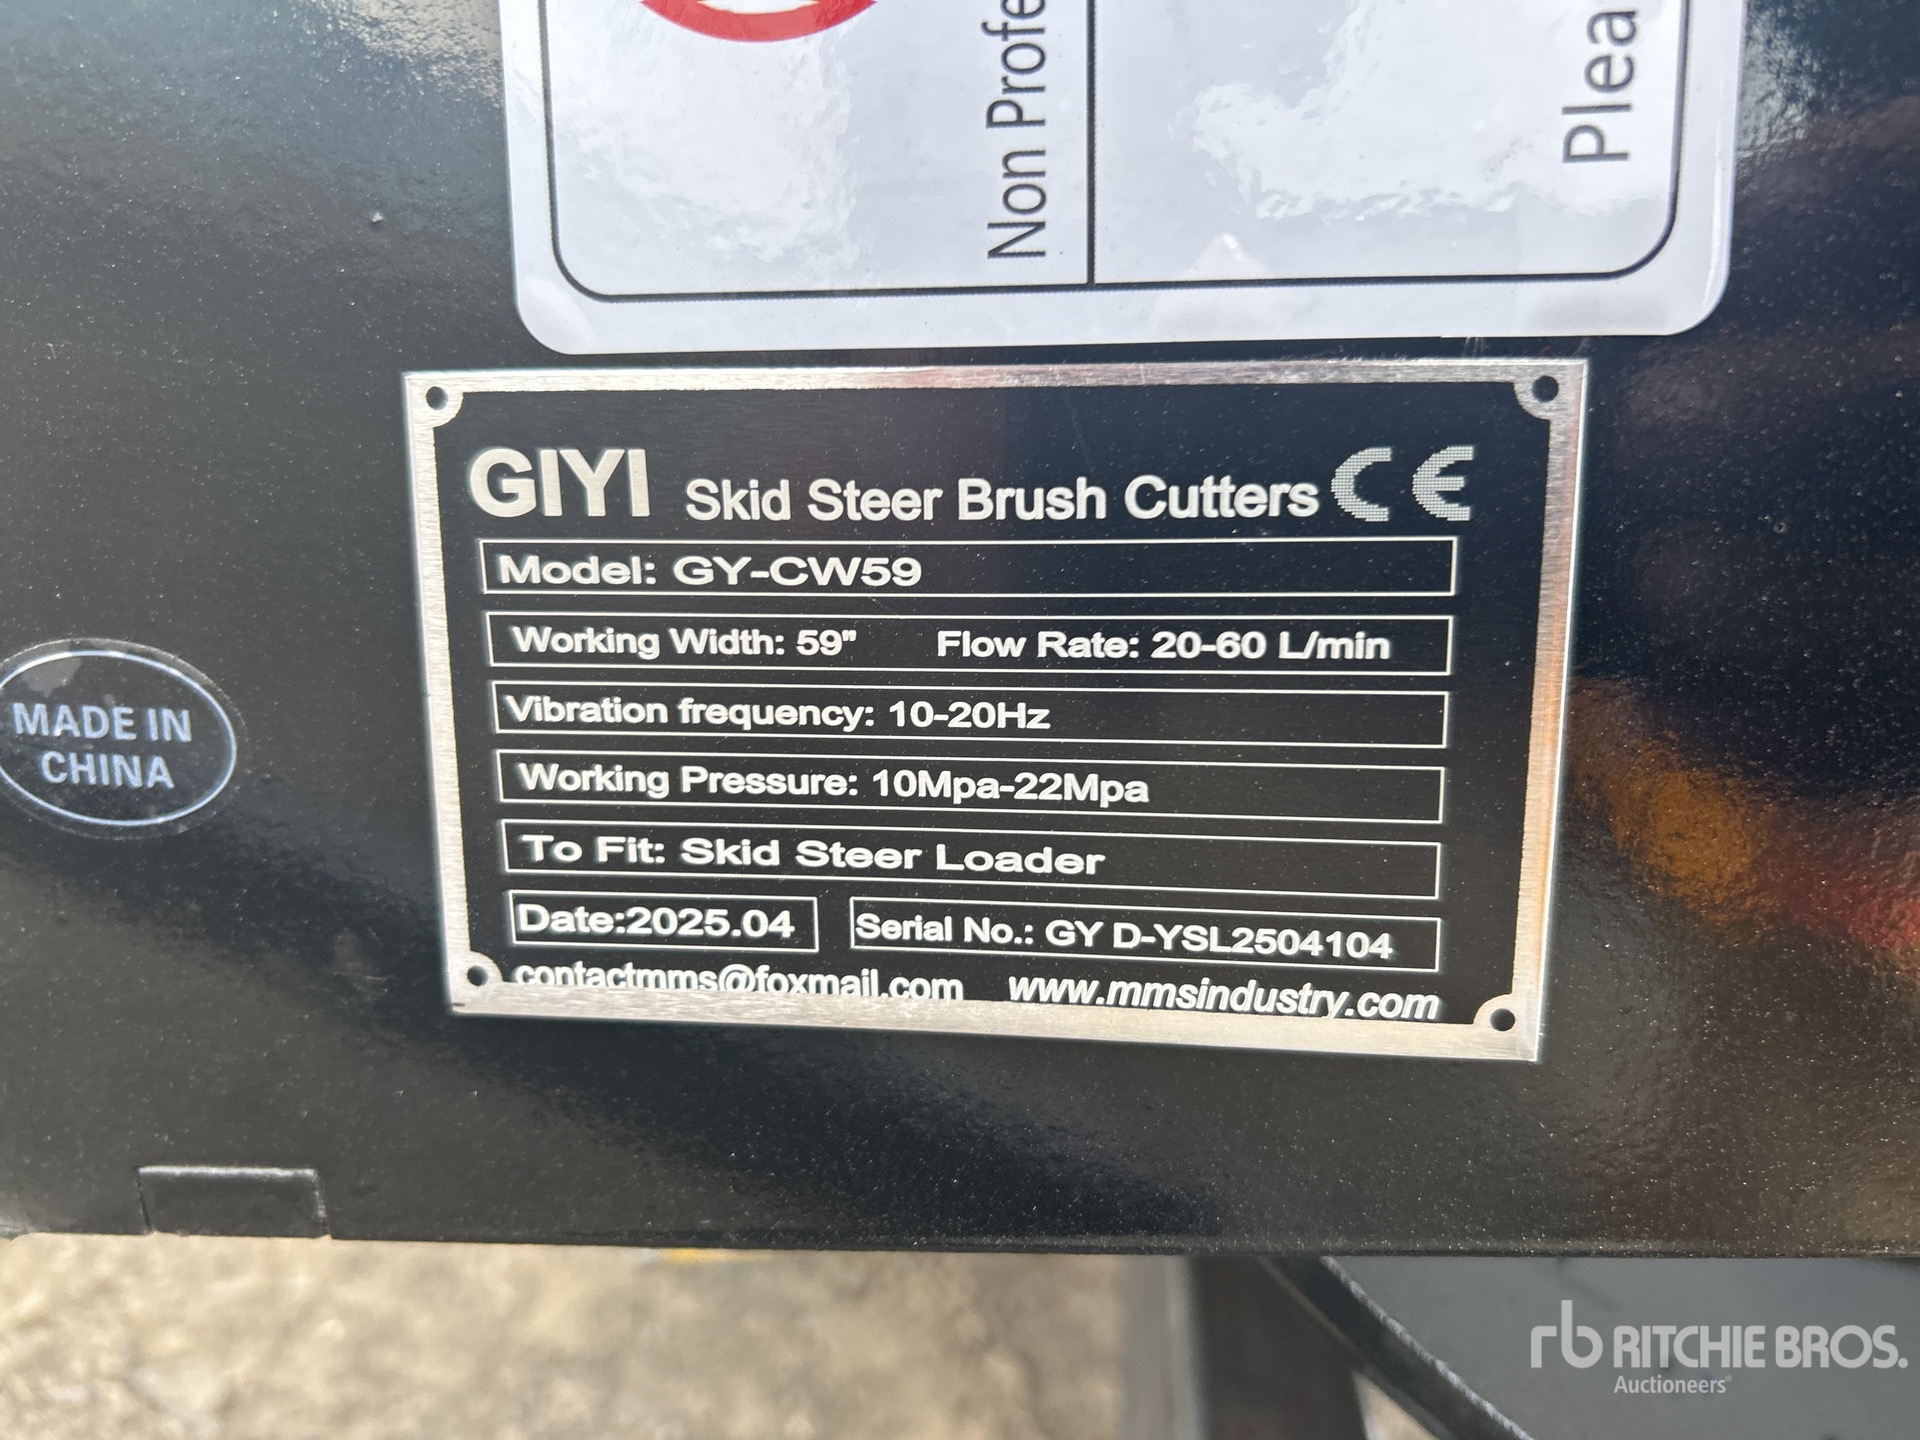 Non
Plea
GIYI Skid Steer Brush Cutters CE
Model: GY-CW59
Working Width: 59" Flow Rate: 20-60 L/min
Vibration frequency: 10-20Hz
Working Pressure: 10Mpa-22Mpa
To Fit: Skid Steer Loader
Date:2025.04 Serial No.: GY D-YSL2504104
contactmms@foxmail.com www.mmsindustry.com
MADE IN
CHINA
rb RITCHIE BROS.
Auctioneers